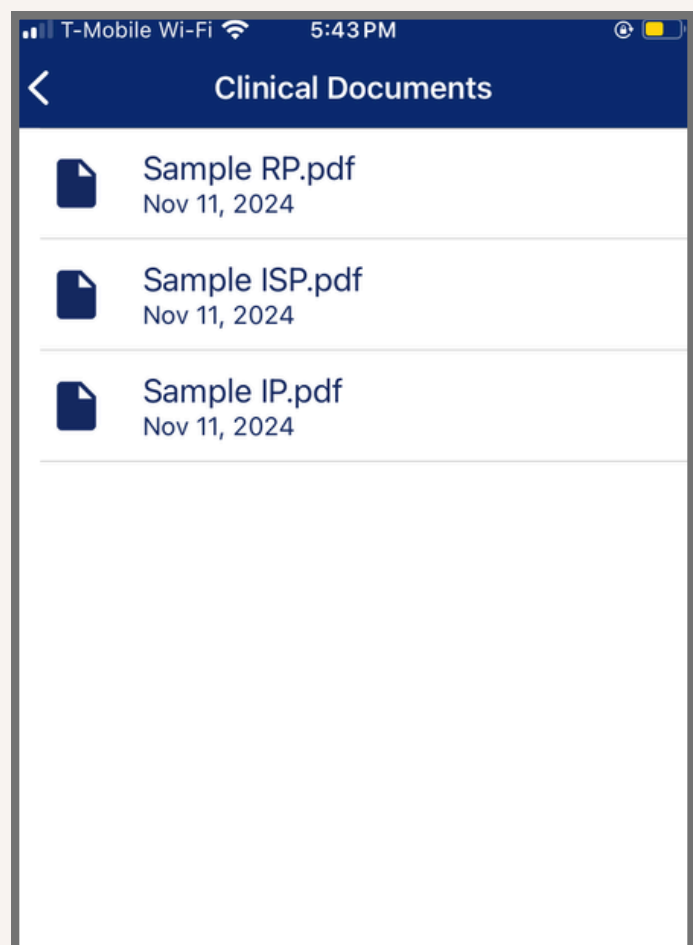 T-Mobile Wi-Fi 5:43 PM
Clinical Documents
Sample RP.pdf
Nov 11, 2024
Sample ISP.pdf
Nov 11, 2024
Sample IP.pdf
Nov 11, 2024